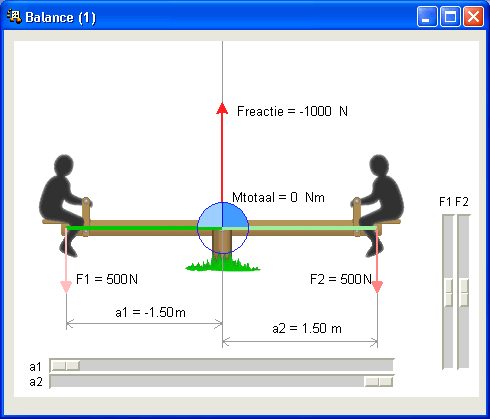 Balance (1)
Freactie = -1000 N
Mtotaal = 0 Nm
F1 F2
F1 = 500N
F2 = 500N
a1 = -1.50m
a2 = 1.50 m
a1
a2